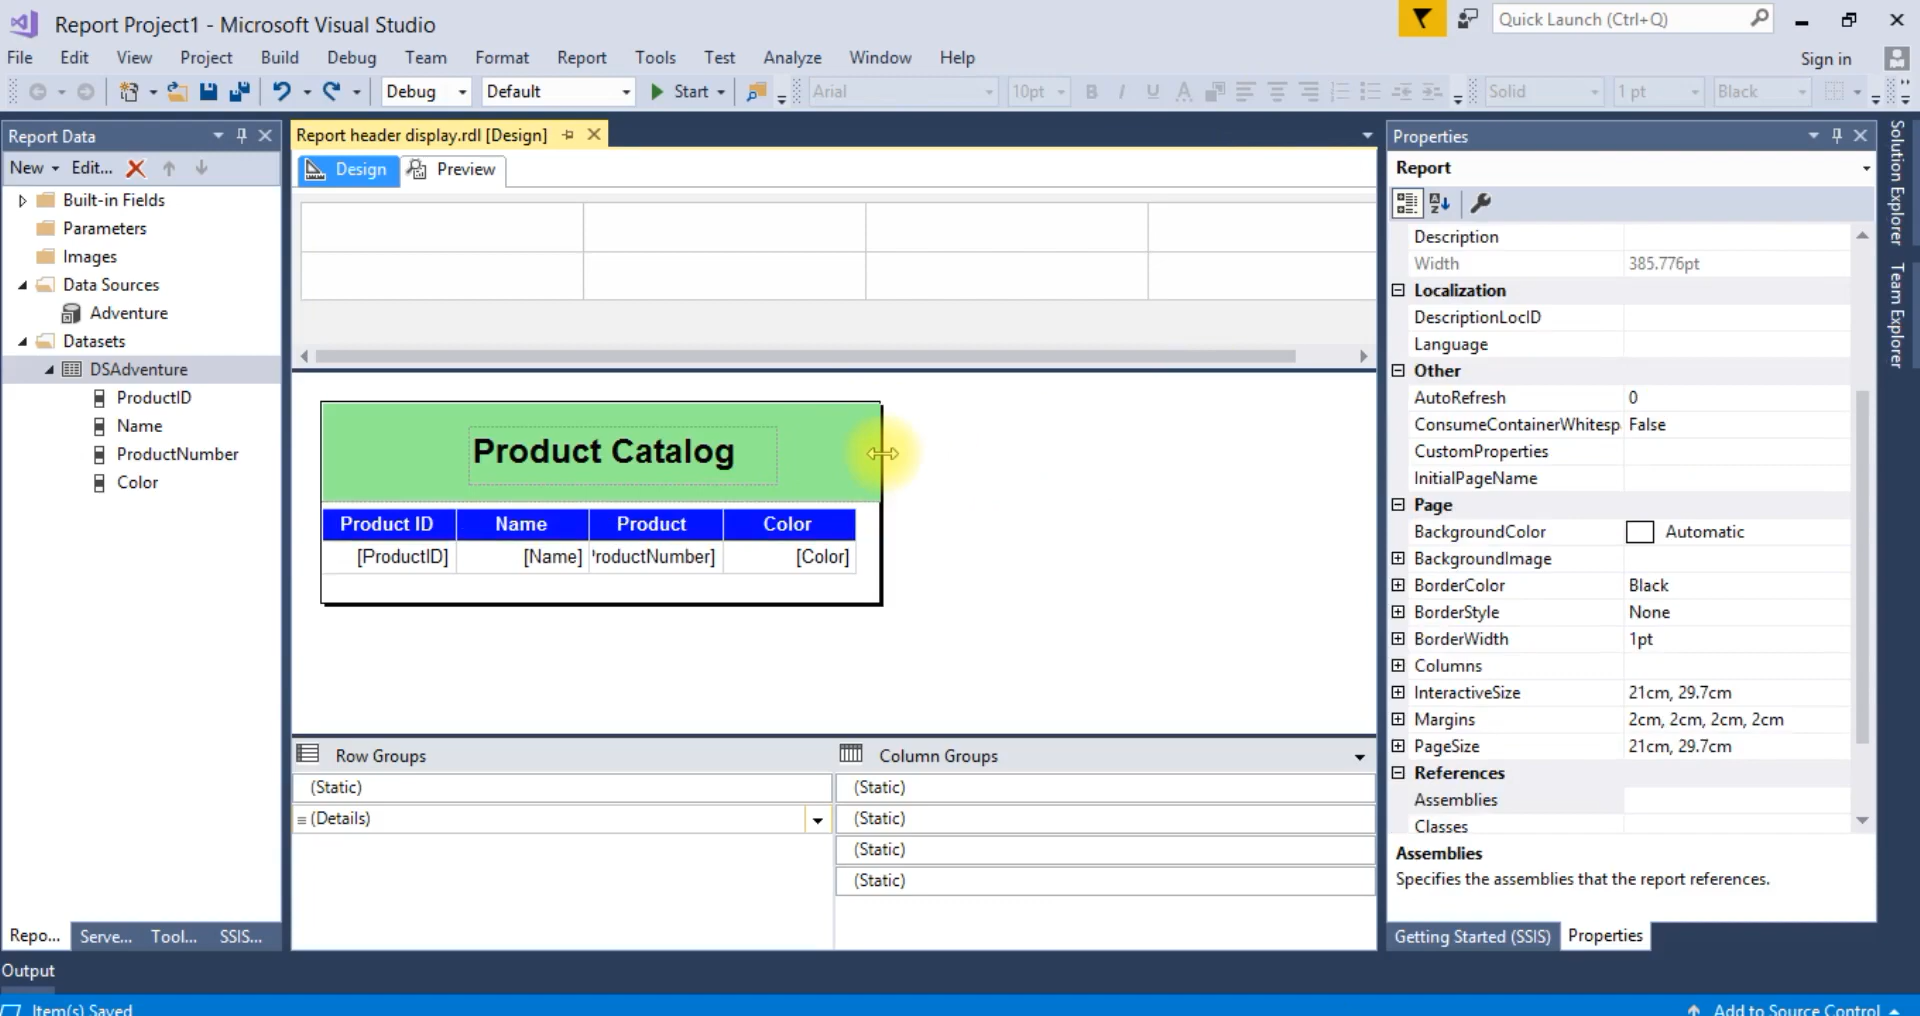 Report Project1 - Microsoft Visual Studio
Quick Launch (Ctrl+Q)
File Edit View Project Build Debug Team Format Report Tools Test Analyze Window Help
Sign in
Debug Default Start Arial 10pt B I U A Solid 1 pt Black
Report Data
Report header display.rdl [Design]
Properties
New Edit...
Design Preview
Report
Built-in Fields
Parameters
Images
Data Sources
Adventure
Datasets
DSAdventure
ProductID
Name
ProductNumber
Color
Product Catalog
Product ID Name Product Color
[ProductID] [Name] 'roductNumber] [Color]
Row Groups
(Static)
(Details)
Column Groups
(Static)
(Static)
(Static)
(Static)
Description
Width 385.776pt
Localization
DescriptionLocID
Language
Other
AutoRefresh 0
ConsumeContainerWhitesp False
CustomProperties
InitialPageName
Page
BackgroundColor Automatic
BackgroundImage
BorderColor Black
BorderStyle None
BorderWidth 1pt
Columns
InteractiveSize 21cm, 29.7cm
Margins 2cm, 2cm, 2cm, 2cm
PageSize 21cm, 29.7cm
References
Assemblies
Classes
Assemblies
Specifies the assemblies that the report references.
Solution Explorer
Team Explorer
Repo... Serve... Tool... SSIS...
Getting Started (SSIS) Properties
Output
Item(s) Saved
Add to Source Control